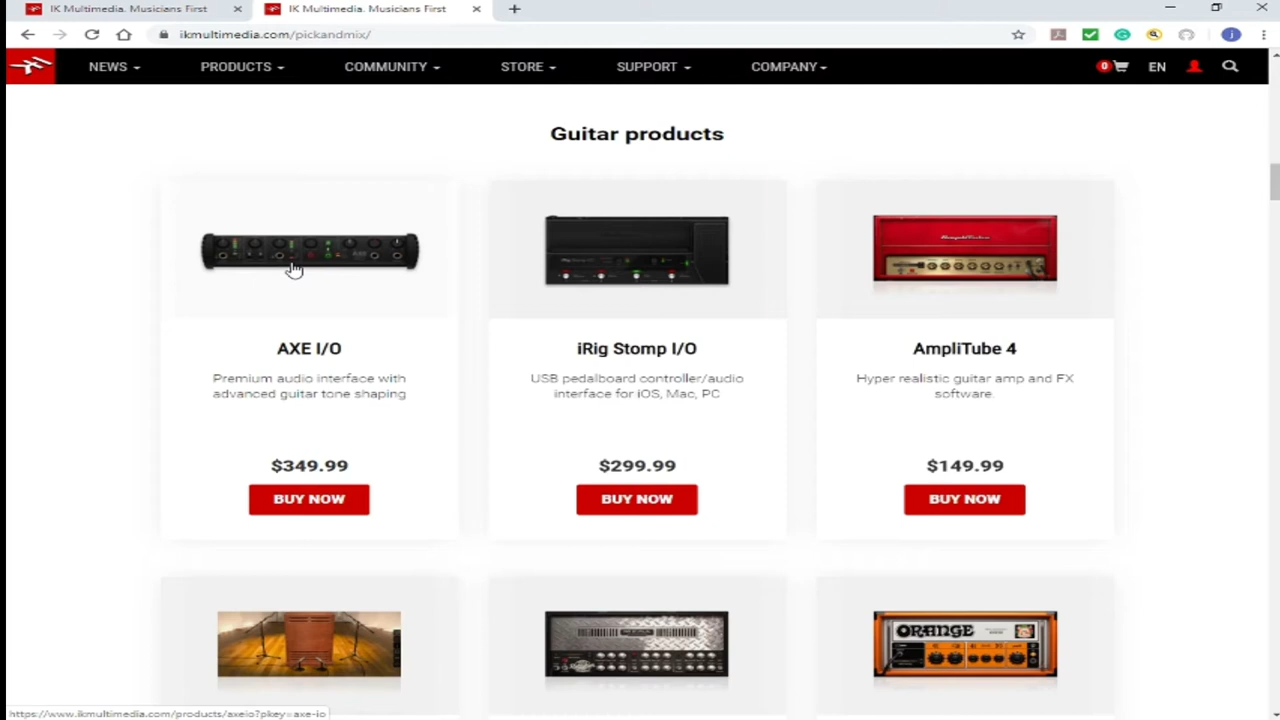 IK Multimedia. Musicians First
IK Multimedia. Musicians First
ikmultimedia.com/pickandmix/
NEWS
PRODUCTS
COMMUNITY
STORE
SUPPORT
COMPANY
0
EN
Guitar products
AXE I/O
Premium audio interface with
advanced guitar tone shaping
$349.99
BUY NOW
iRig Stomp I/O
USB pedalboard controller/audio
interface for iOS, Mac, PC
$299.99
BUY NOW
AmpliTube 4
Hyper realistic guitar amp and FX
software.
$149.99
BUY NOW
ORANGE
https://www.ikmultimedia.com/products/axeio?pkey=axe-io